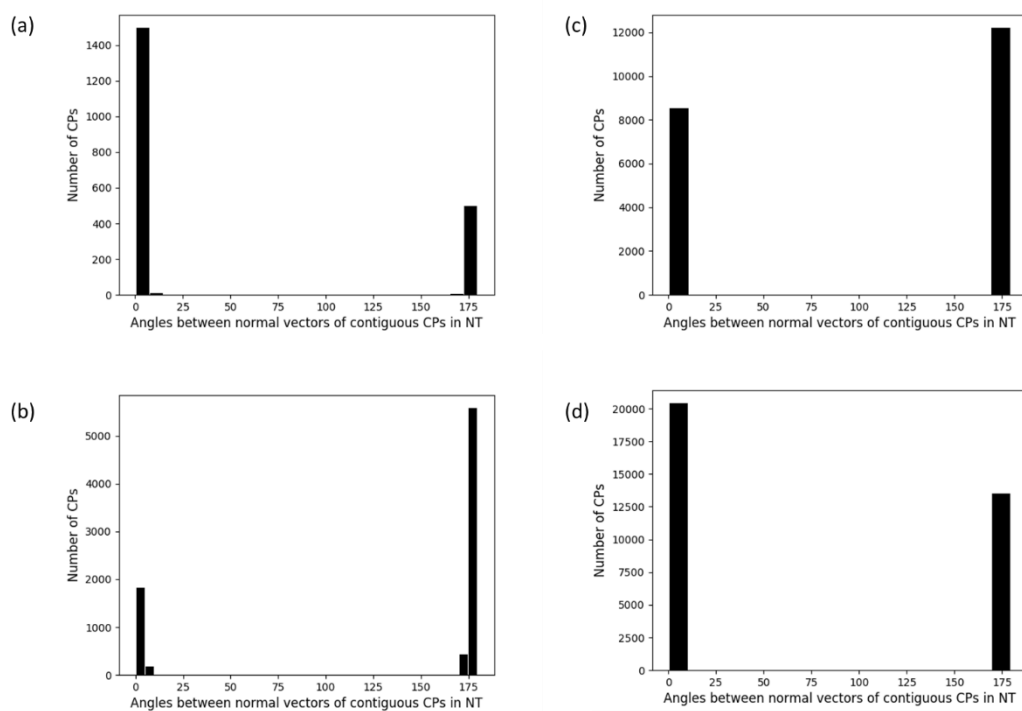 (a)
Number of CPs
1400
1200
1000
800
600
400
200
0
0 25 50 75 100 125 150 175
Angles between normal vectors of contiguous CPs in NT
(c)
Number of CPs
12000
10000
8000
6000
4000
2000
0
0 25 50 75 100 125 150 175
Angles between normal vectors of contiguous CPs in NT
(b)
Number of CPs
5000
4000
3000
2000
1000
0
0 25 50 75 100 125 150 175
Angles between normal vectors of contiguous CPs in NT
(d)
Number of CPs
20000
17500
15000
12500
10000
7500
5000
2500
0
0 25 50 75 100 125 150 175
Angles between normal vectors of contiguous CPs in NT